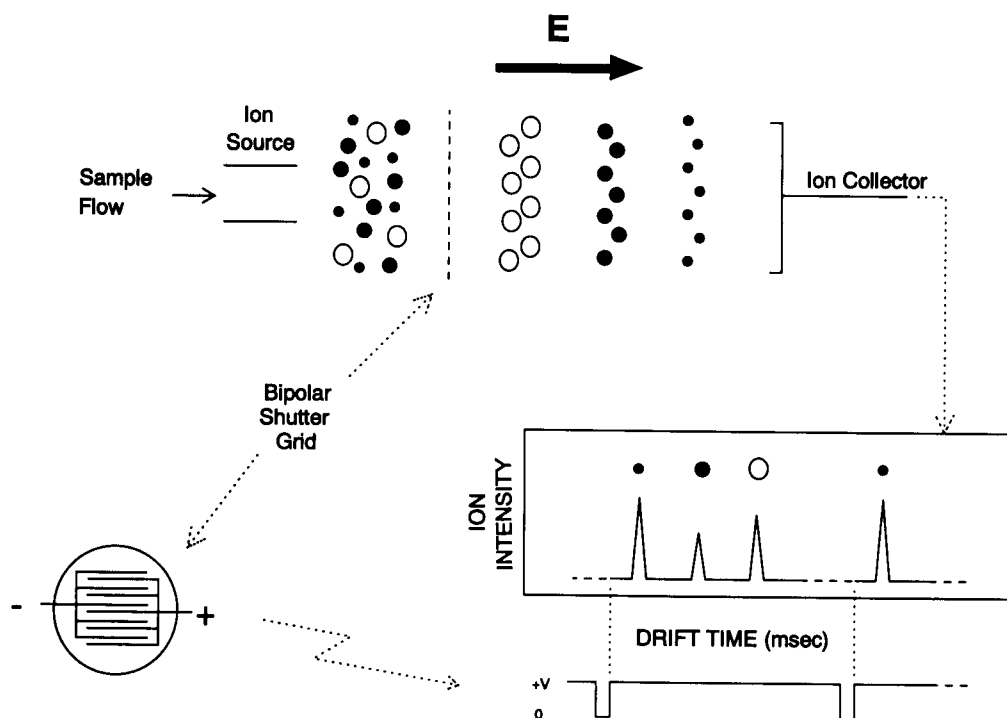 E
Ion
Source
Sample
Flow
Ion Collector
Bipolar
Shutter
Grid
ION
INTENSITY
- +
DRIFT TIME (msec)
+V
0